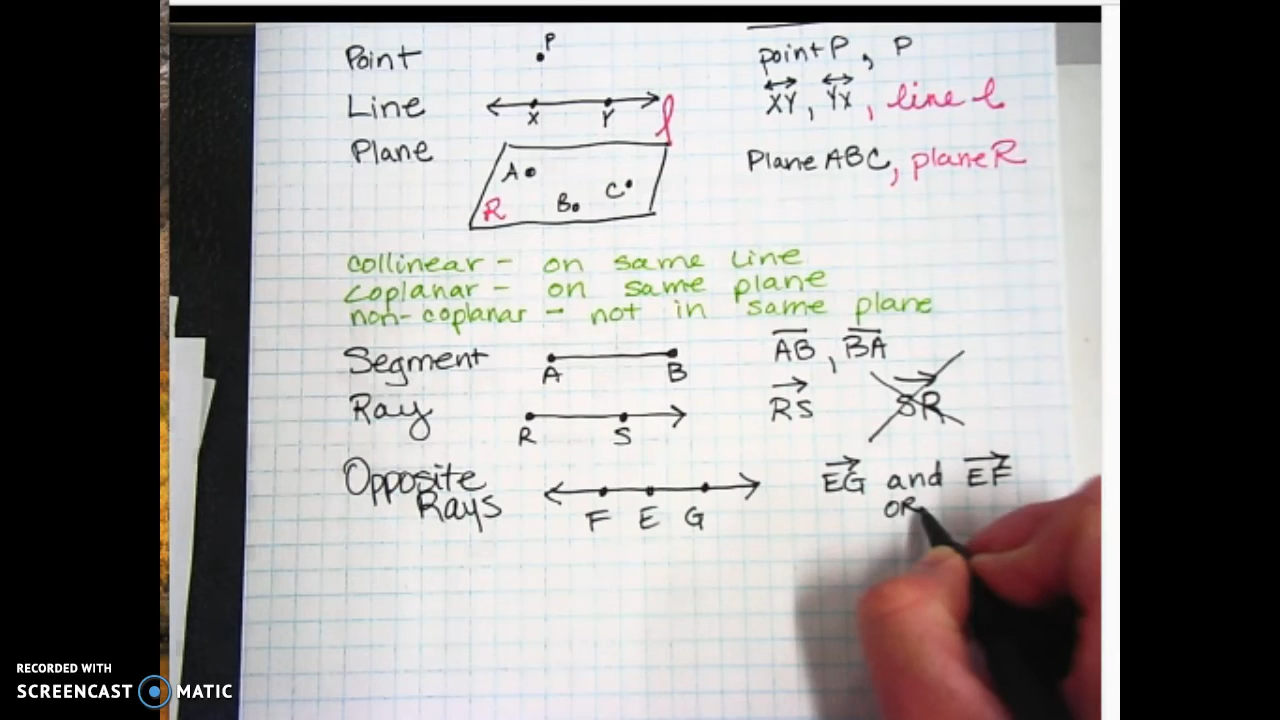 Point P point P, P
Line X Y l XY, YX, line l
Plane A B C R Plane ABC, plane R
collinear - on same line
coplanar - on same plane
non-coplanar - not in same plane
Segment A B AB, BA
Ray R S RS SR
Opposite Rays F E G EG and EF
OR
RECORDED WITH
SCREENCAST MATIC